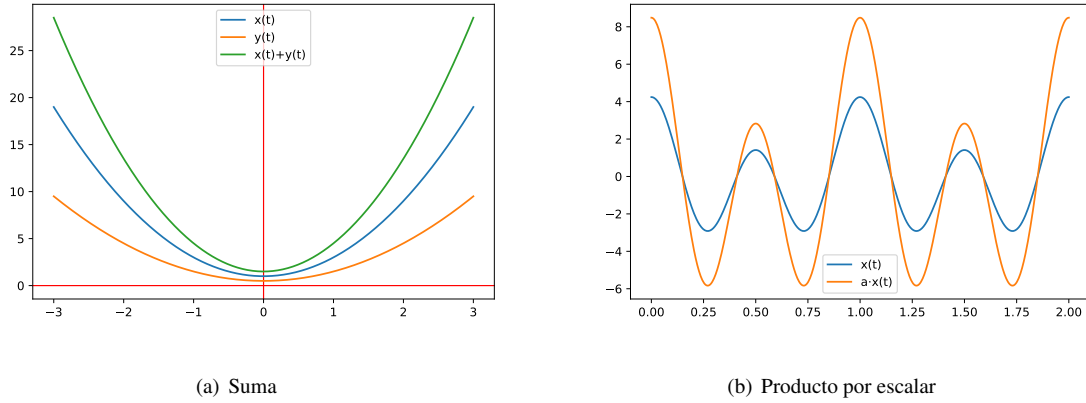 x(t)
y(t)
x(t)+y(t)
25
20
15
10
5
0
−3 −2 −1 0 1 2 3
(a) Suma
8
6
4
2
0
−2
−4
−6
x(t)
a·x(t)
0.00 0.25 0.50 0.75 1.00 1.25 1.50 1.75 2.00
(b) Producto por escalar